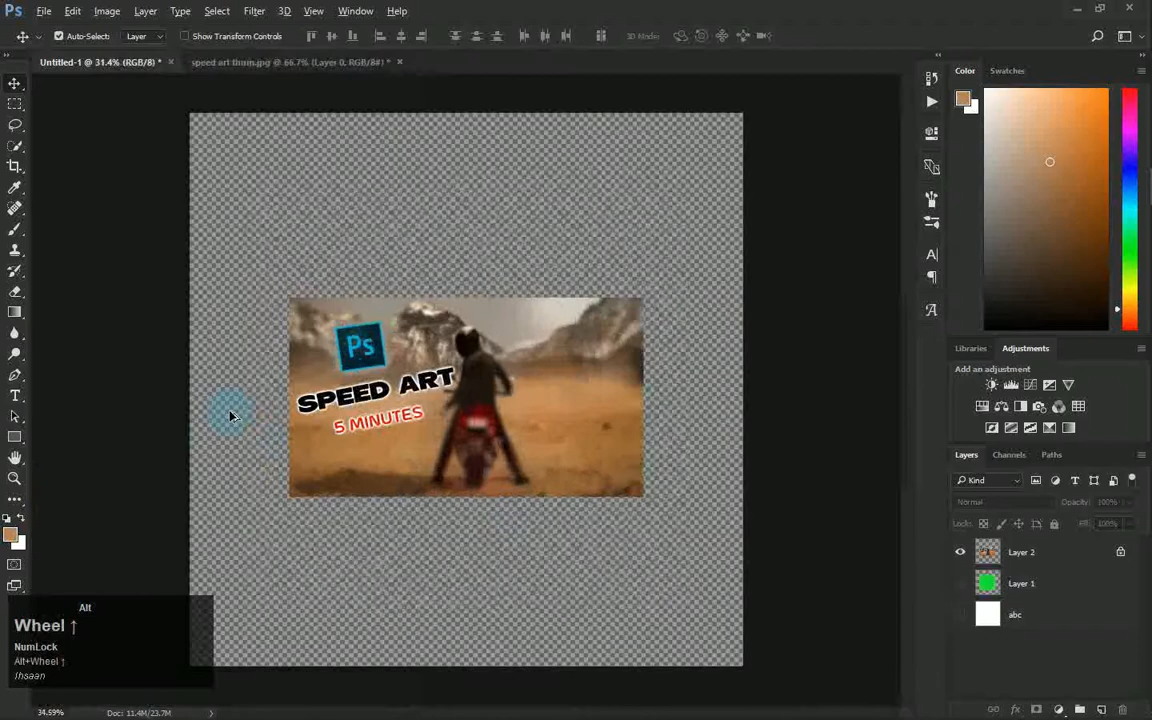 Ps File Edit Image Layer Type Select Filter 3D View Window Help
Auto-Select: Layer Show Transform Controls 3D Mode:
Untitled-1 @ 31.4% (RGB/8) * × speed art thum.jpg @ 66.7% (Layer 0, RGB/8#) * ×
Color Swatches
Ps
SPEED ART
5 MINUTES
Libraries Adjustments
Add an adjustment
Layers Channels Paths
Kind
Normal Opacity: 100%
Lock: Fill: 100%
Layer 2
Layer 1
abc
Alt
Wheel ↑
NumLock
Alt+Wheel ↑
Ihsaan
34.59% Doc: 11.4M/23.7M